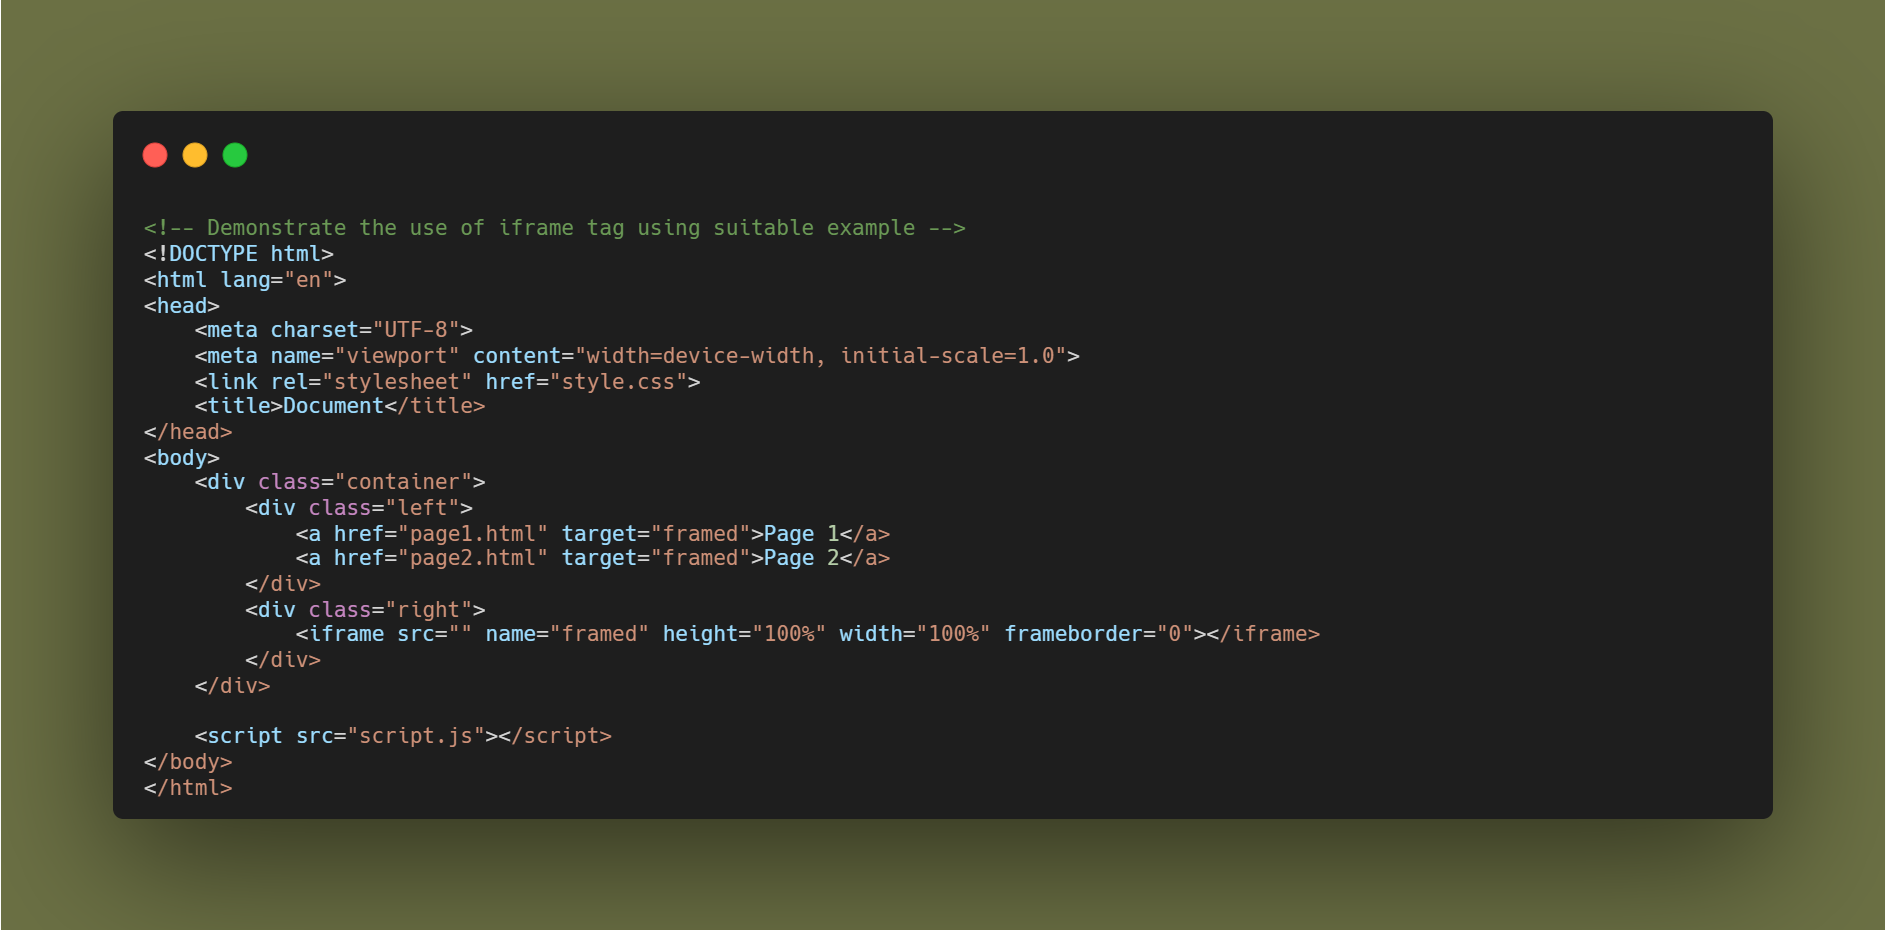 <!-- Demonstrate the use of iframe tag using suitable example -->
<!DOCTYPE html>
<html lang="en">
<head>
    <meta charset="UTF-8">
    <meta name="viewport" content="width=device-width, initial-scale=1.0">
    <link rel="stylesheet" href="style.css">
    <title>Document</title>
</head>
<body>
    <div class="container">
        <div class="left">
            <a href="page1.html" target="framed">Page 1</a>
            <a href="page2.html" target="framed">Page 2</a>
        </div>
        <div class="right">
            <iframe src="" name="framed" height="100%" width="100%" frameborder="0"></iframe>
        </div>
    </div>

    <script src="script.js"></script>
</body>
</html>